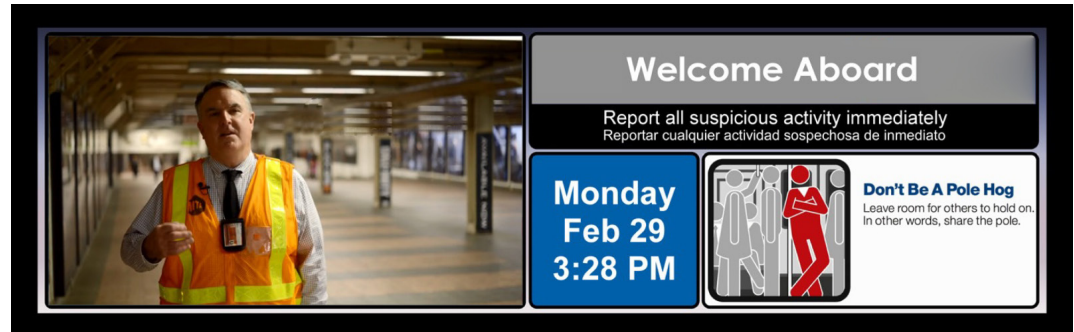 Welcome Aboard
Report all suspicious activity immediately
Reportar cualquier actividad sospechosa de inmediato
Monday
Feb 29
3:28 PM
Don't Be A Pole Hog
Leave room for others to hold on.
In other words, share the pole.